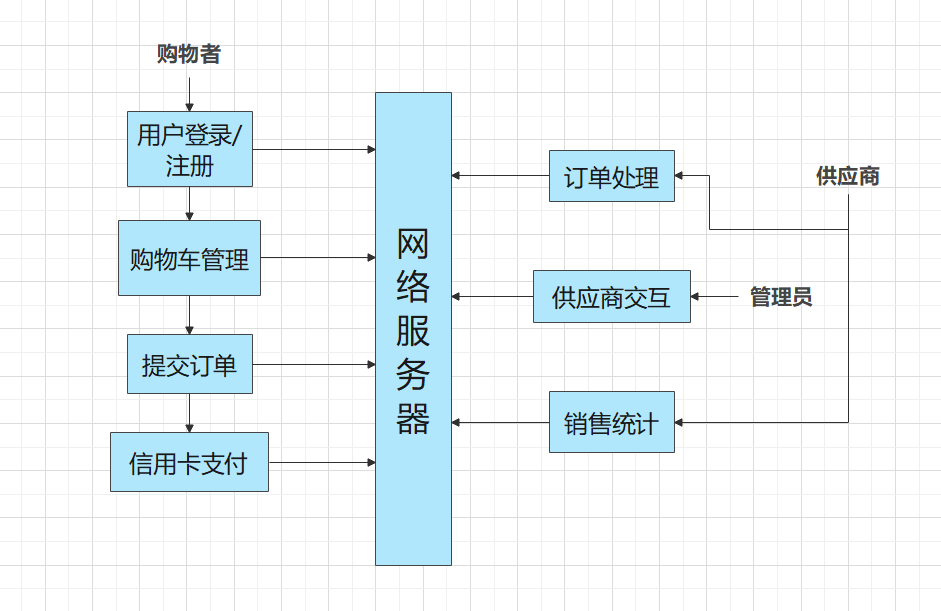 购物者
用户登录/
注册
购物车管理
提交订单
信用卡支付
网
络
服
务
器
订单处理
供应商
供应商交互
管理员
销售统计